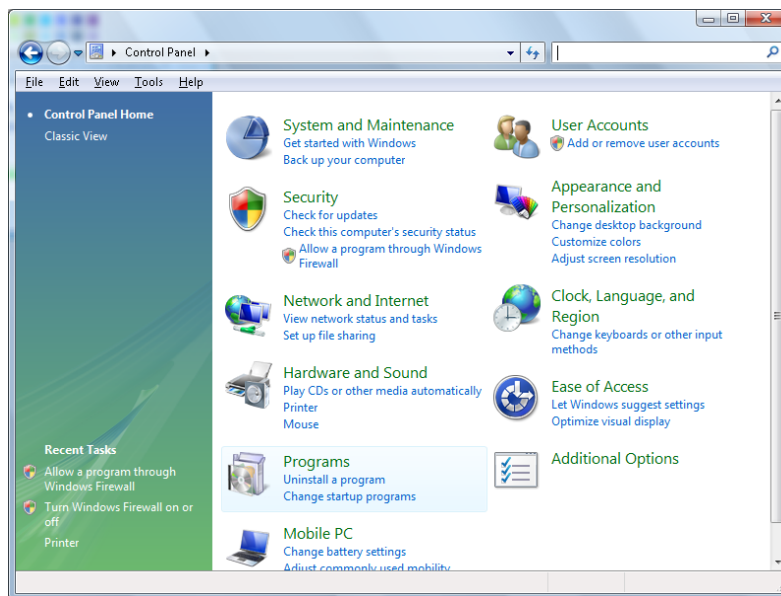 Control Panel
File Edit View Tools Help
Control Panel Home
Classic View
Recent Tasks
Allow a program through
Windows Firewall
Turn Windows Firewall on or
off
Printer
System and Maintenance
Get started with Windows
Back up your computer
Security
Check for updates
Check this computer's security status
Allow a program through Windows
Firewall
Network and Internet
View network status and tasks
Set up file sharing
Hardware and Sound
Play CDs or other media automatically
Printer
Mouse
Programs
Uninstall a program
Change startup programs
Mobile PC
Change battery settings
Adjust commonly used mobility
User Accounts
Add or remove user accounts
Appearance and
Personalization
Change desktop background
Customize colors
Adjust screen resolution
Clock, Language, and
Region
Change keyboards or other input
methods
Ease of Access
Let Windows suggest settings
Optimize visual display
Additional Options